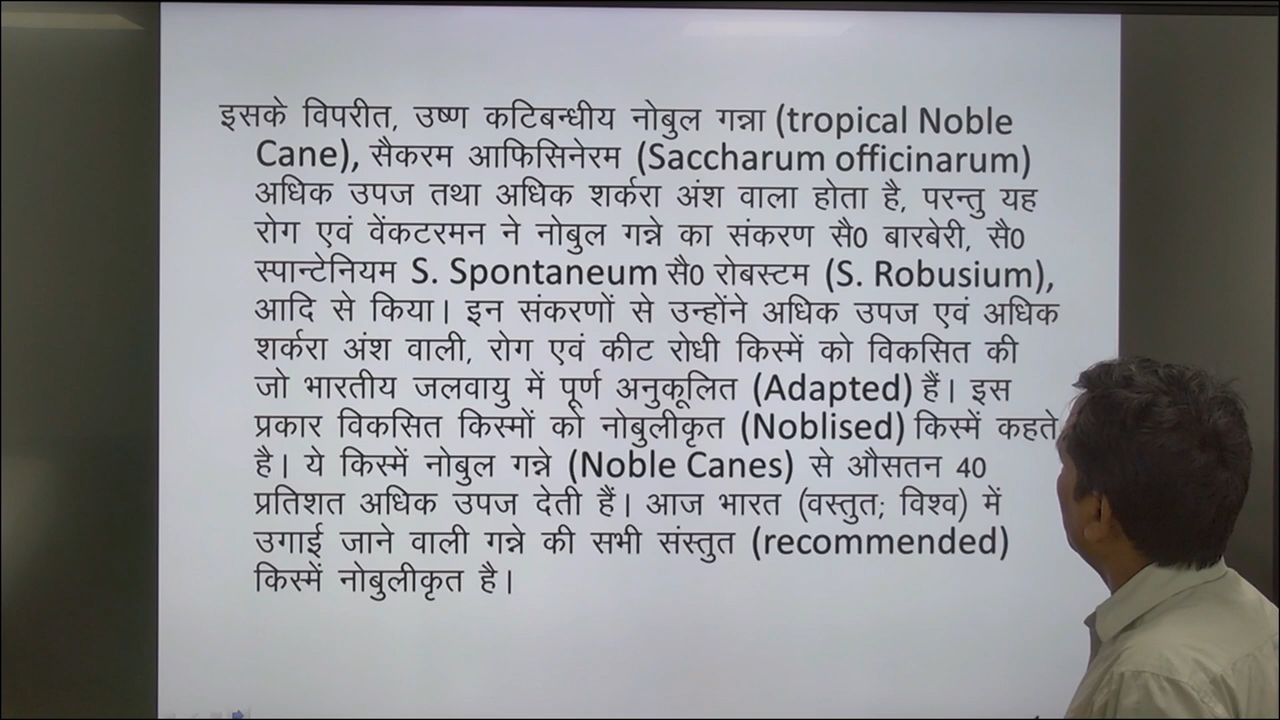 इसके विपरीत, उष्ण कटिबन्धीय नोबुल गन्ना (tropical Noble
Cane), सैकरम आफिसिनेरम (Saccharum officinarum)
अधिक उपज तथा अधिक शर्करा अंश वाला होता है, परन्तु यह
रोग एवं वेंकटरमन ने नोबुल गन्ने का संकरण सै0 बारबेरी, सै0
स्पान्टेनियम S. Spontaneum सै0 रोबस्टम (S. Robusium),
आदि से किया। इन संकरणों से उन्होंने अधिक उपज एवं अधिक
शर्करा अंश वाली, रोग एवं कीट रोधी किस्में को विकसित की
जो भारतीय जलवायु में पूर्ण अनुकूलित (Adapted) हैं। इस
प्रकार विकसित किस्मों को नोबुलीकृत (Noblised) किस्में कहते
है। ये किस्में नोबुल गन्ने (Noble Canes) से औसतन 40
प्रतिशत अधिक उपज देती हैं। आज भारत (वस्तुत; विश्व) में
उगाई जाने वाली गन्ने की सभी संस्तुत (recommended)
किस्में नोबुलीकृत है।